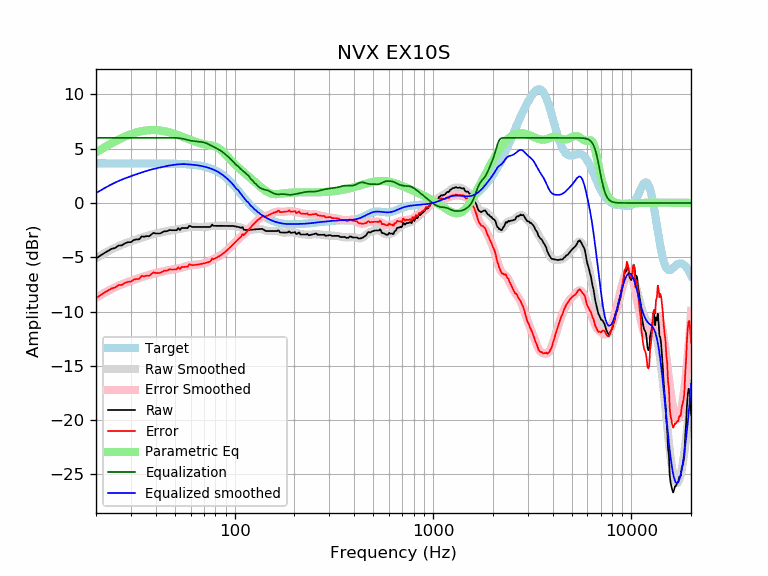 NVX EX10S
10
5
0
−5
−10
−15
−20
−25
Amplitude (dBr)
Target
Raw Smoothed
Error Smoothed
Raw
Error
Parametric Eq
Equalization
Equalized smoothed
100
1000
10000
Frequency (Hz)